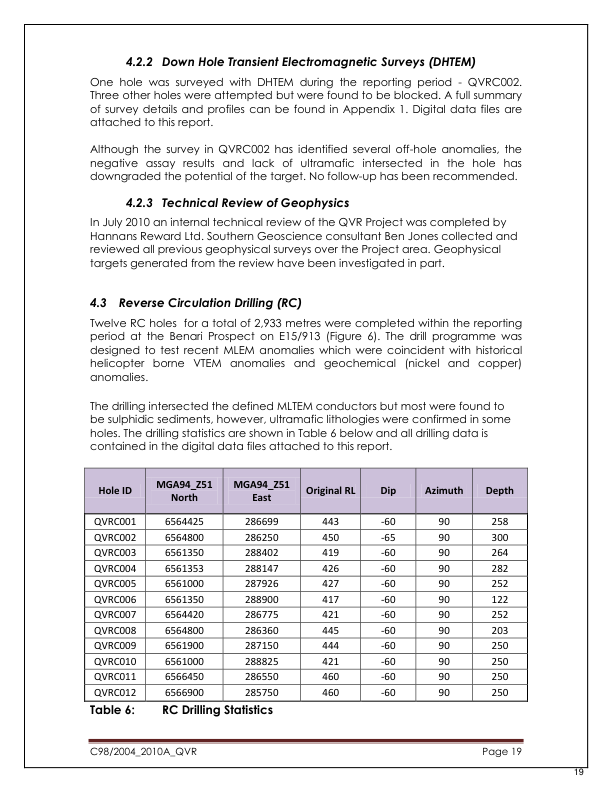 4.2.2 Down Hole Transient Electromagnetic Surveys (DHTEM)
One hole was surveyed with DHTEM during the reporting period - QVRC002.
Three other holes were attempted but were found to be blocked. A full summary
of survey details and profiles can be found in Appendix 1. Digital data files are
attached to this report.
Although the survey in QVRC002 has identified several off-hole anomalies, the
negative assay results and lack of ultramafic intersected in the hole has
downgraded the potential of the target. No follow-up has been recommended.
4.2.3 Technical Review of Geophysics
In July 2010 an internal technical review of the QVR Project was completed by
Hannans Reward Ltd. Southern Geoscience consultant Ben Jones collected and
reviewed all previous geophysical surveys over the Project area. Geophysical
targets generated from the review have been investigated in part.
4.3 Reverse Circulation Drilling (RC)
Twelve RC holes for a total of 2,933 metres were completed within the reporting
period at the Benari Prospect on E15/913 (Figure 6). The drill programme was
designed to test recent MLEM anomalies which were coincident with historical
helicopter borne VTEM anomalies and geochemical (nickel and copper)
anomalies.
The drilling intersected the defined MLTEM conductors but most were found to
be sulphidic sediments, however, ultramafic lithologies were confirmed in some
holes. The drilling statistics are shown in Table 6 below and all drilling data is
contained in the digital data files attached to this report.
Hole ID MGA94_Z51 North MGA94_Z51 East Original RL Dip Azimuth Depth
QVRC001 6564425 286699 443 -60 90 258
QVRC002 6564800 286250 450 -65 90 300
QVRC003 6561350 288402 419 -60 90 264
QVRC004 6561353 288147 426 -60 90 282
QVRC005 6561000 287926 427 -60 90 252
QVRC006 6561350 288900 417 -60 90 122
QVRC007 6564420 286775 421 -60 90 252
QVRC008 6564800 286360 445 -60 90 203
QVRC009 6561900 287150 444 -60 90 250
QVRC010 6561000 288825 421 -60 90 250
QVRC011 6566450 286550 460 -60 90 250
QVRC012 6566900 285750 460 -60 90 250
Table 6: RC Drilling Statistics
C98/2004_2010A_QVR Page 19
19